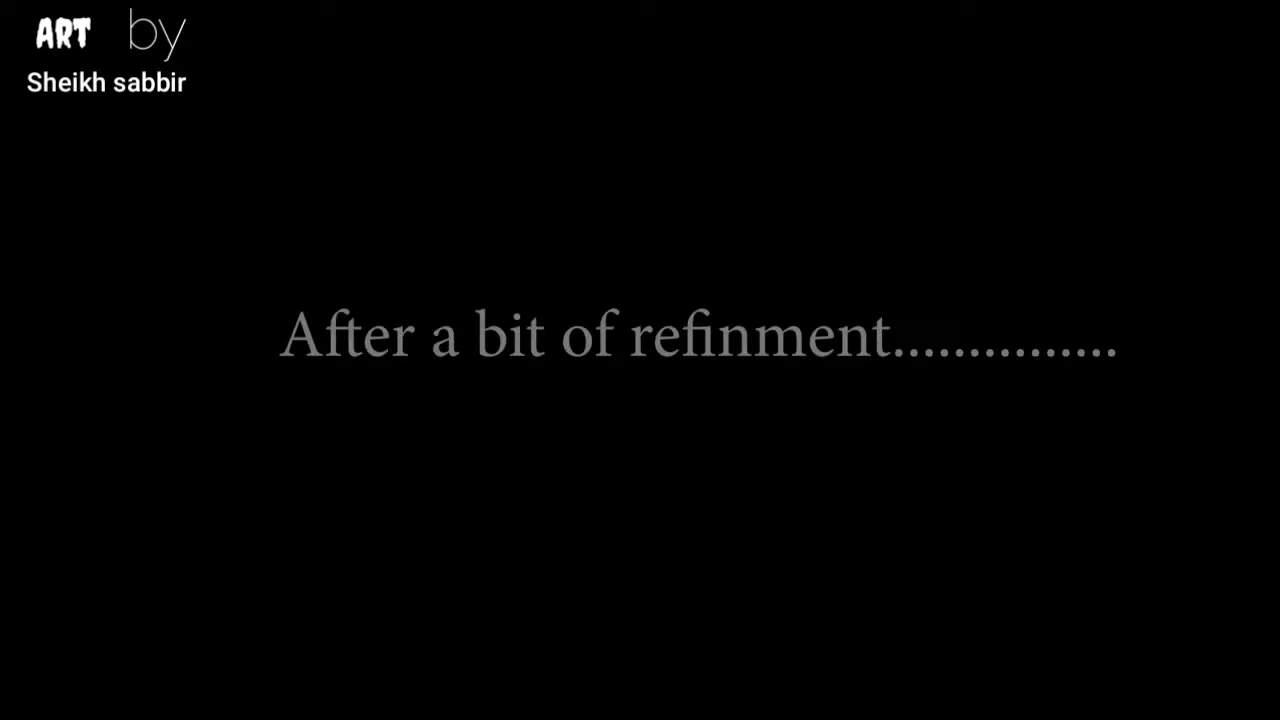 ART by
Sheikh sabbir
After a bit of refinment...............